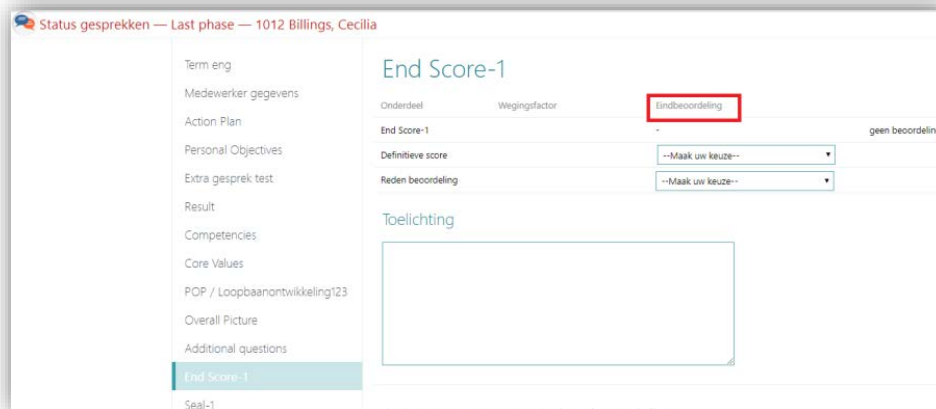 Status gesprekken — Last phase — 1012 Billings, Cecilia
Term eng
Medewerker gegevens
Action Plan
Personal Objectives
Extra gesprek test
Result
Competencies
Core Values
POP / Loopbaanontwikkeling123
Overall Picture
Additional questions
End Score-1
Seal-1
End Score-1
Onderdeel Wegingsfactor Eindbeoordeling
End Score-1 - geen beoordelin
Definitieve score --Maak uw keuze--
Reden beoordeling --Maak uw keuze--
Toelichting